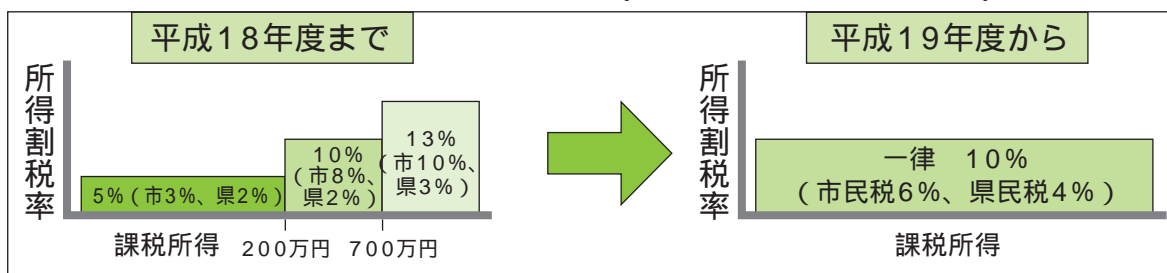 平成18年度まで
所得割税率
5%(市3%、県2%)
10%
(市8%、
県2%)
13%
(市10%、
県3%)
課税所得
200万円
700万円
平成19年度から
所得割税率
一律 10%
(市民税6%、県民税4%)
課税所得